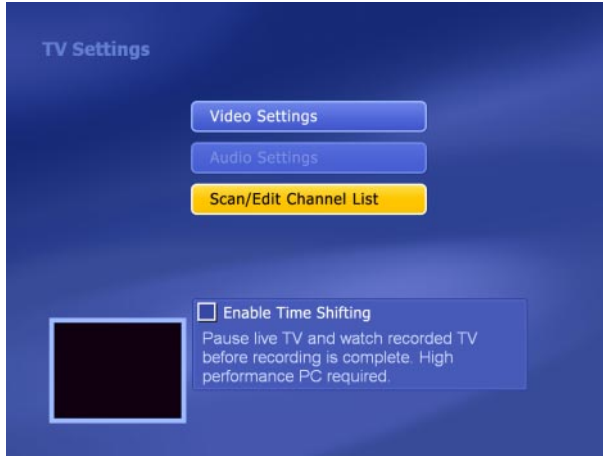 TV Settings
Video Settings
Audio Settings
Scan/Edit Channel List
Enable Time Shifting
Pause live TV and watch recorded TV
before recording is complete. High
performance PC required.